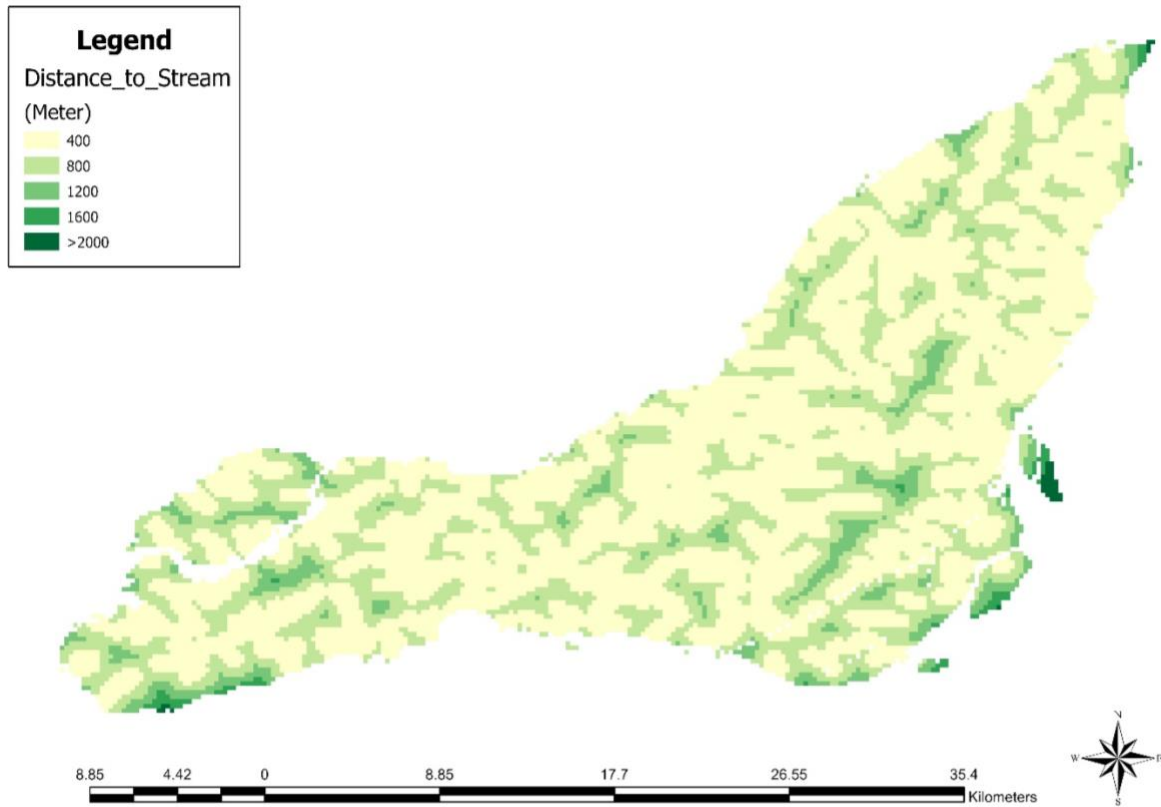 Legend
Distance_to_Stream
(Meter)
400
800
1200
1600
>2000
N
W E
S
8.85 4.42 0 8.85 17.7 26.55 35.4
Kilometers